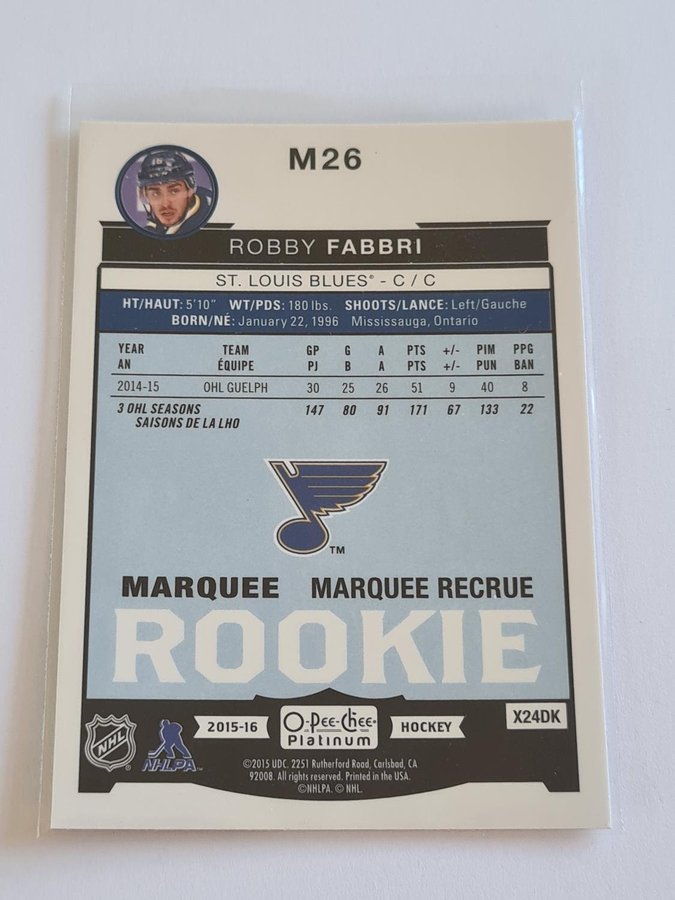 M26
ROBBY FABBRI
ST. LOUIS BLUES® - C / C
HT/HAUT: 5'10" WT/PDS: 180 lbs. SHOOTS/LANCE: Left/Gauche
BORN/NÉ: January 22, 1996 Mississauga, Ontario
YEAR TEAM GP G A PTS +/- PIM PPG
AN ÉQUIPE PJ B A PTS +/- PUN BAN
2014-15 OHL GUELPH 30 25 26 51 9 40 8
3 OHL SEASONS 147 80 91 171 67 133 22
SAISONS DE LA LHO
TM
MARQUEE MARQUEE RECRUE
ROOKIE
X24DK
NHL NHLPA 2015-16 O-Pee-Chee Platinum HOCKEY
©2015 UDC. 2251 Rutherford Road, Carlsbad, CA
92008. All rights reserved. Printed in the USA.
©NHLPA. © NHL.